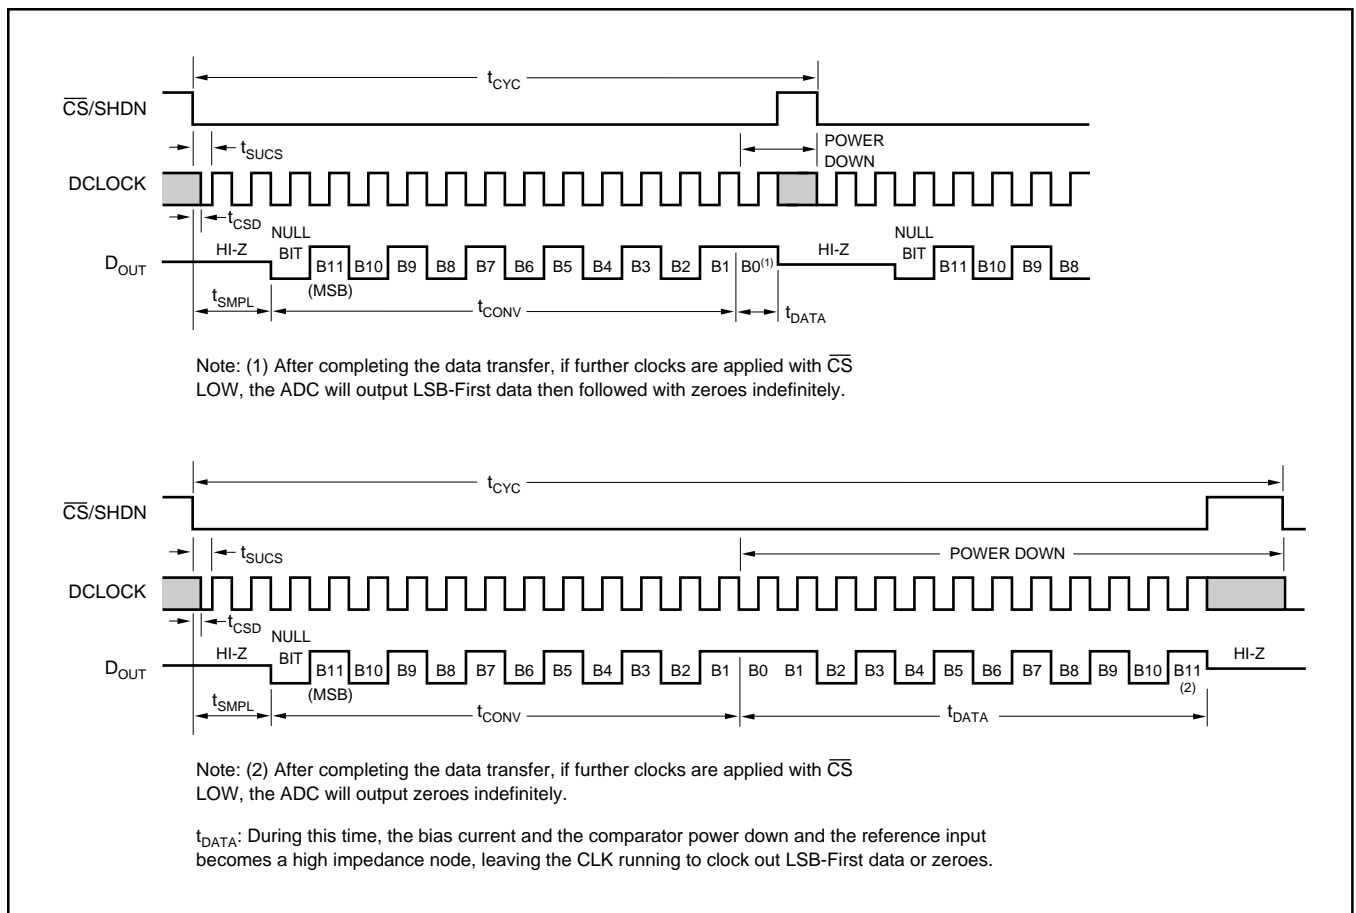 tCYC
CS/SHDN
POWER
DOWN
tSUCS
DCLOCK
tCSD
NULL
BIT
HI-Z
HI-Z
NULL
BIT
DOUT
B11 B10 B9 B8 B7 B6 B5 B4 B3 B2 B1 B0(1)
B11 B10 B9 B8
(MSB)
tSMPL
tCONV
tDATA
Note: (1) After completing the data transfer, if further clocks are applied with CS
LOW, the ADC will output LSB-First data then followed with zeroes indefinitely.
tCYC
CS/SHDN
tSUCS
POWER DOWN
DCLOCK
tCSD
NULL
BIT
HI-Z
HI-Z
DOUT
B11 B10 B9 B8 B7 B6 B5 B4 B3 B2 B1 B0 B1 B2 B3 B4 B5 B6 B7 B8 B9 B10 B11
(2)
(MSB)
tSMPL
tCONV
tDATA
Note: (2) After completing the data transfer, if further clocks are applied with CS
LOW, the ADC will output zeroes indefinitely.
tDATA: During this time, the bias current and the comparator power down and the reference input
becomes a high impedance node, leaving the CLK running to clock out LSB-First data or zeroes.